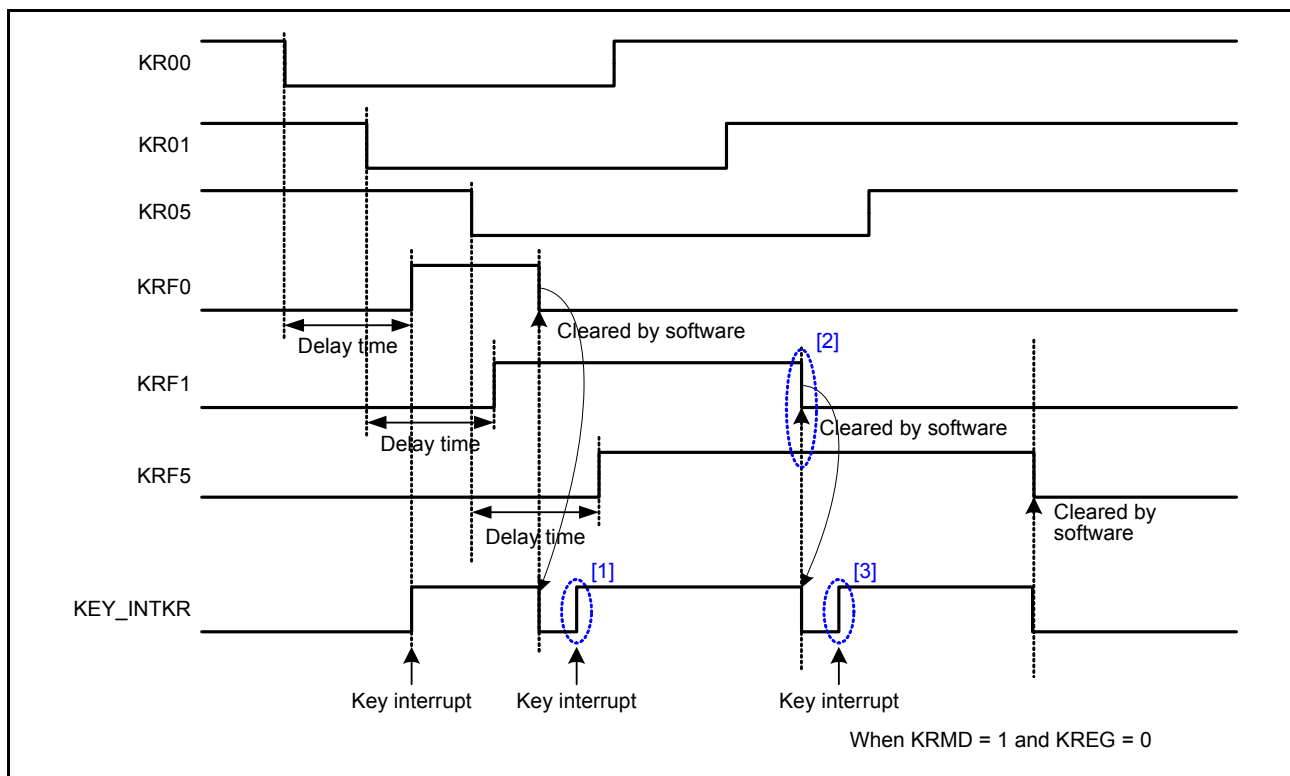 KR00
KR01
KR05
KRF0
Cleared by software
Delay time
[2]
KRF1
Cleared by software
Delay time
KRF5
Cleared by
software
Delay time
[1]
[3]
KEY_INTKR
Key interrupt
Key interrupt
Key interrupt
When KRMD = 1 and KREG = 0